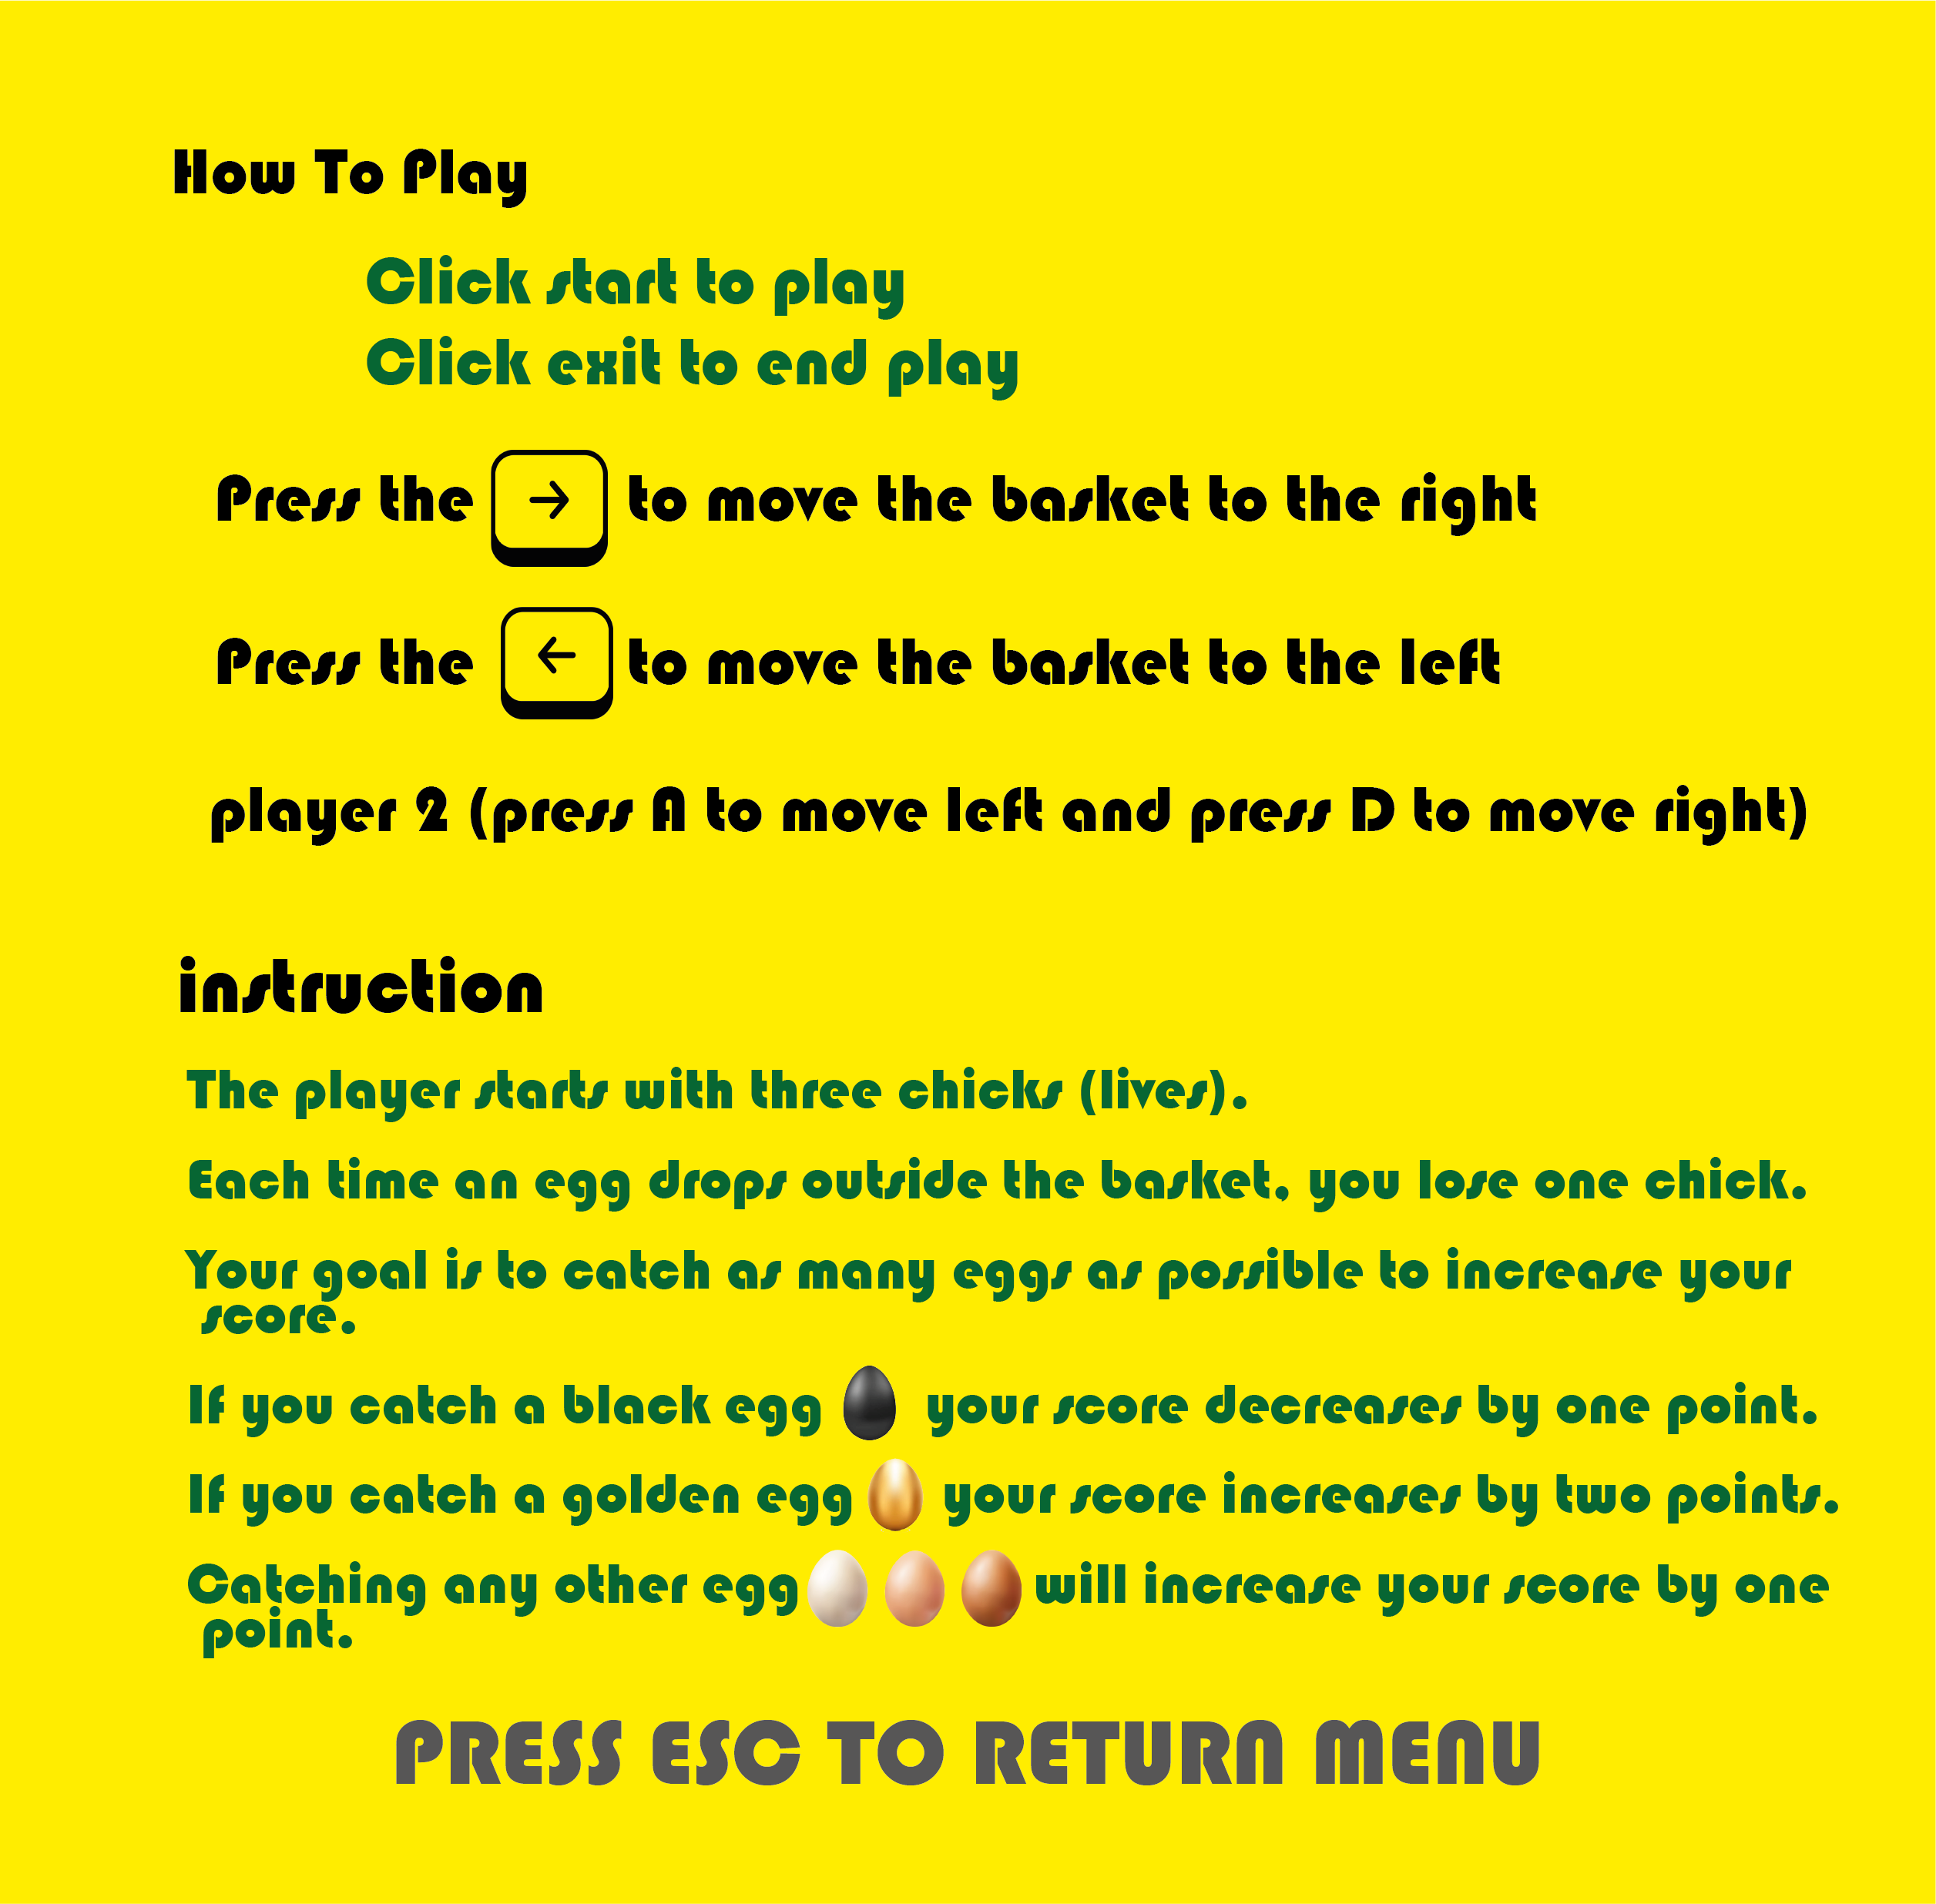 How To Play
Click start to play
Click exit to end play
Press the → to move the basket to the right
Press the ← to move the basket to the left
player 2 (press A to move left and press D to move right)
instruction
The player starts with three chicks (lives).
Each time an egg drops outside the basket, you lose one chick.
Your goal is to catch as many eggs as possible to increase your
score.
If you catch a black egg your score decreases by one point.
If you catch a golden egg your score increases by two points.
Catching any other egg will increase your score by one
point.
PRESS ESC TO RETURN MENU